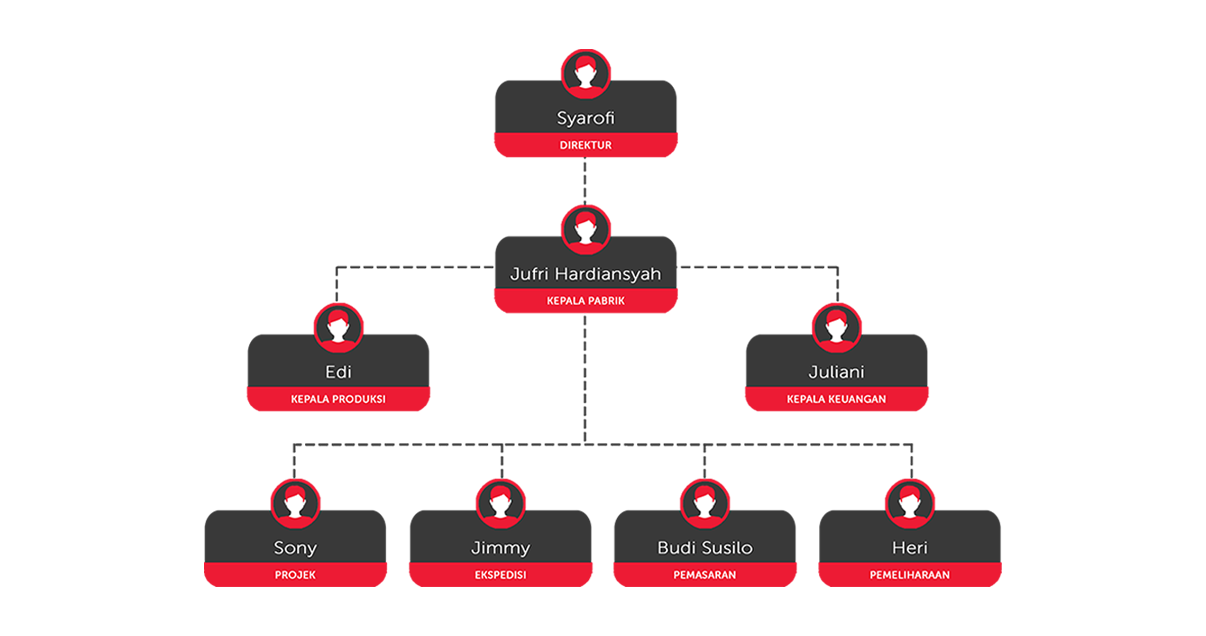 Syarofi
DIREKTUR
Jufri Hardiansyah
KEPALA PABRIK
Edi
KEPALA PRODUKSI
Juliani
KEPALA KEUANGAN
Sony
PROJEK
Jimmy
EKSPEDISI
Budi Susilo
PEMASARAN
Heri
PEMELIHARAAN